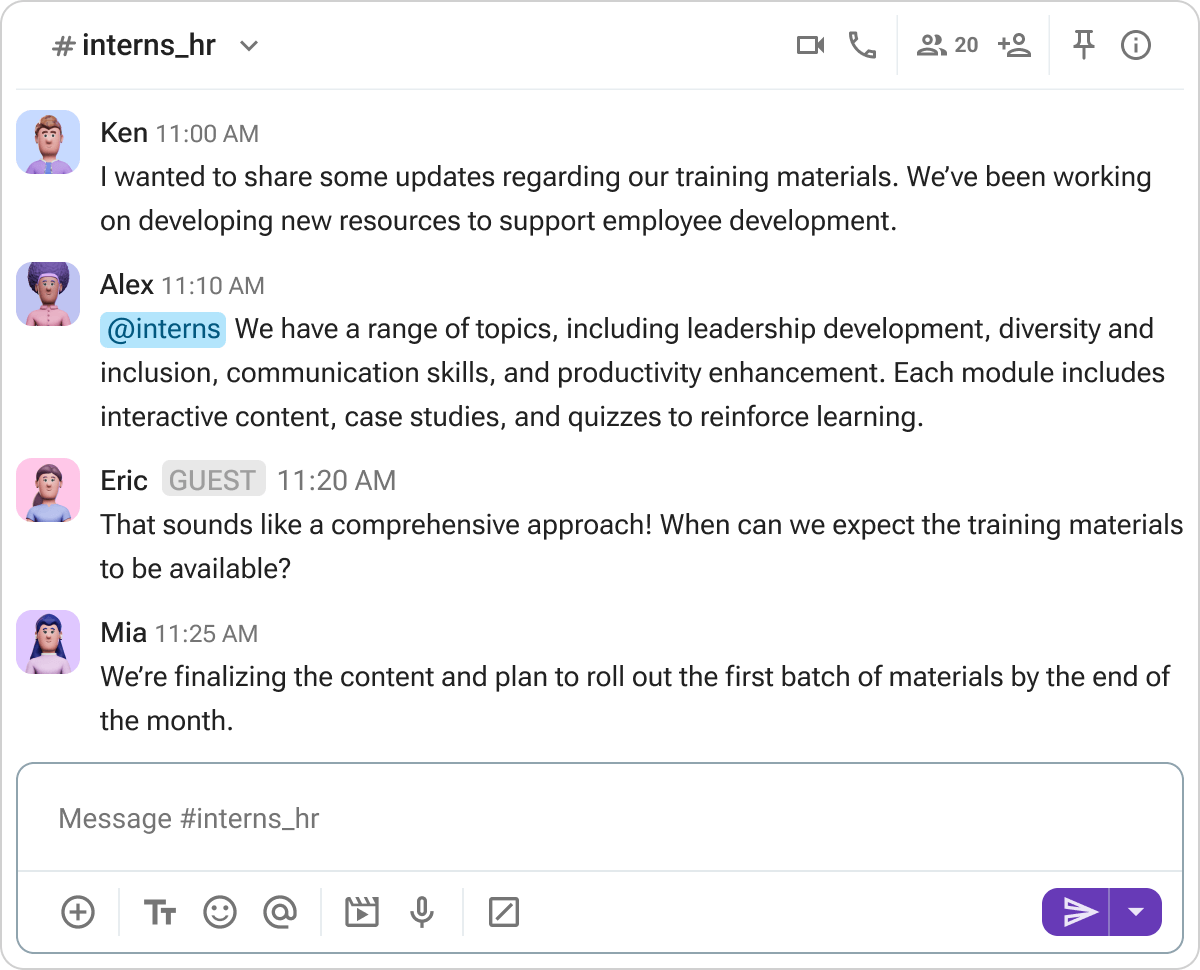 # interns_hr
20
Ken 11:00 AM
I wanted to share some updates regarding our training materials. We’ve been working
on developing new resources to support employee development.
Alex 11:10 AM
@interns We have a range of topics, including leadership development, diversity and
inclusion, communication skills, and productivity enhancement. Each module includes
interactive content, case studies, and quizzes to reinforce learning.
Eric GUEST 11:20 AM
That sounds like a comprehensive approach! When can we expect the training materials
to be available?
Mia 11:25 AM
We’re finalizing the content and plan to roll out the first batch of materials by the end of
the month.
Message #interns_hr